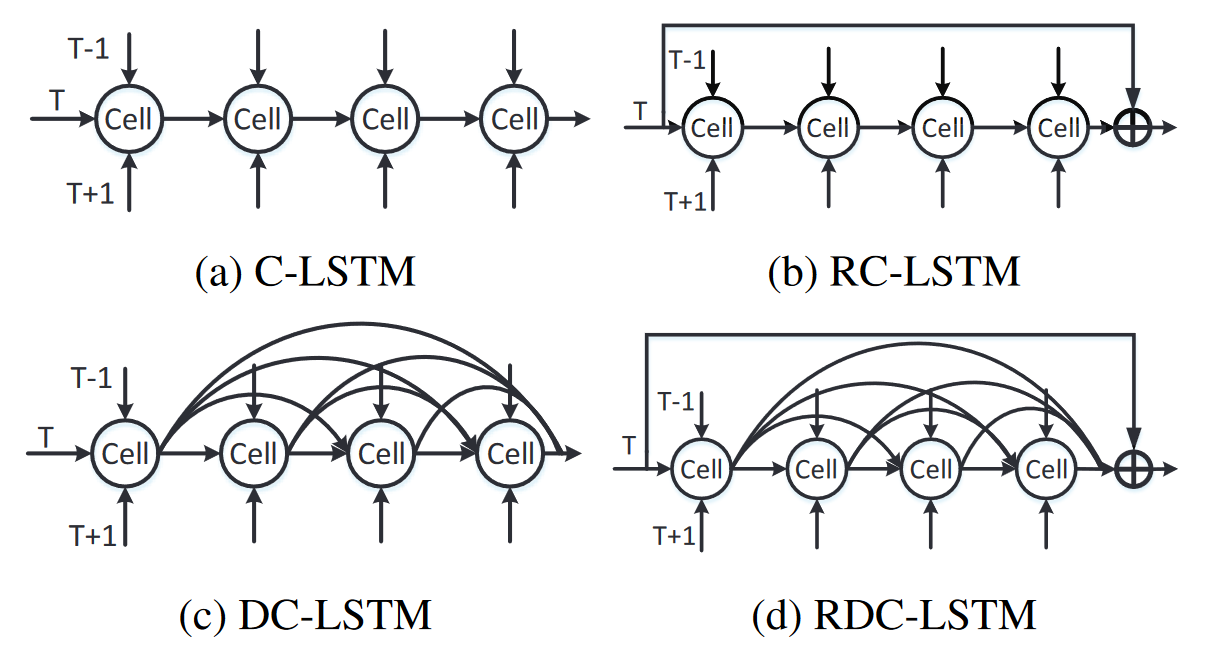 T-1
T
Cell Cell Cell Cell
T+1
(a) C-LSTM
T-1
T
Cell Cell Cell Cell
T+1
(b) RC-LSTM
T-1
T
Cell Cell Cell Cell
T+1
(c) DC-LSTM
T-1
T
Cell Cell Cell Cell
T+1
(d) RDC-LSTM